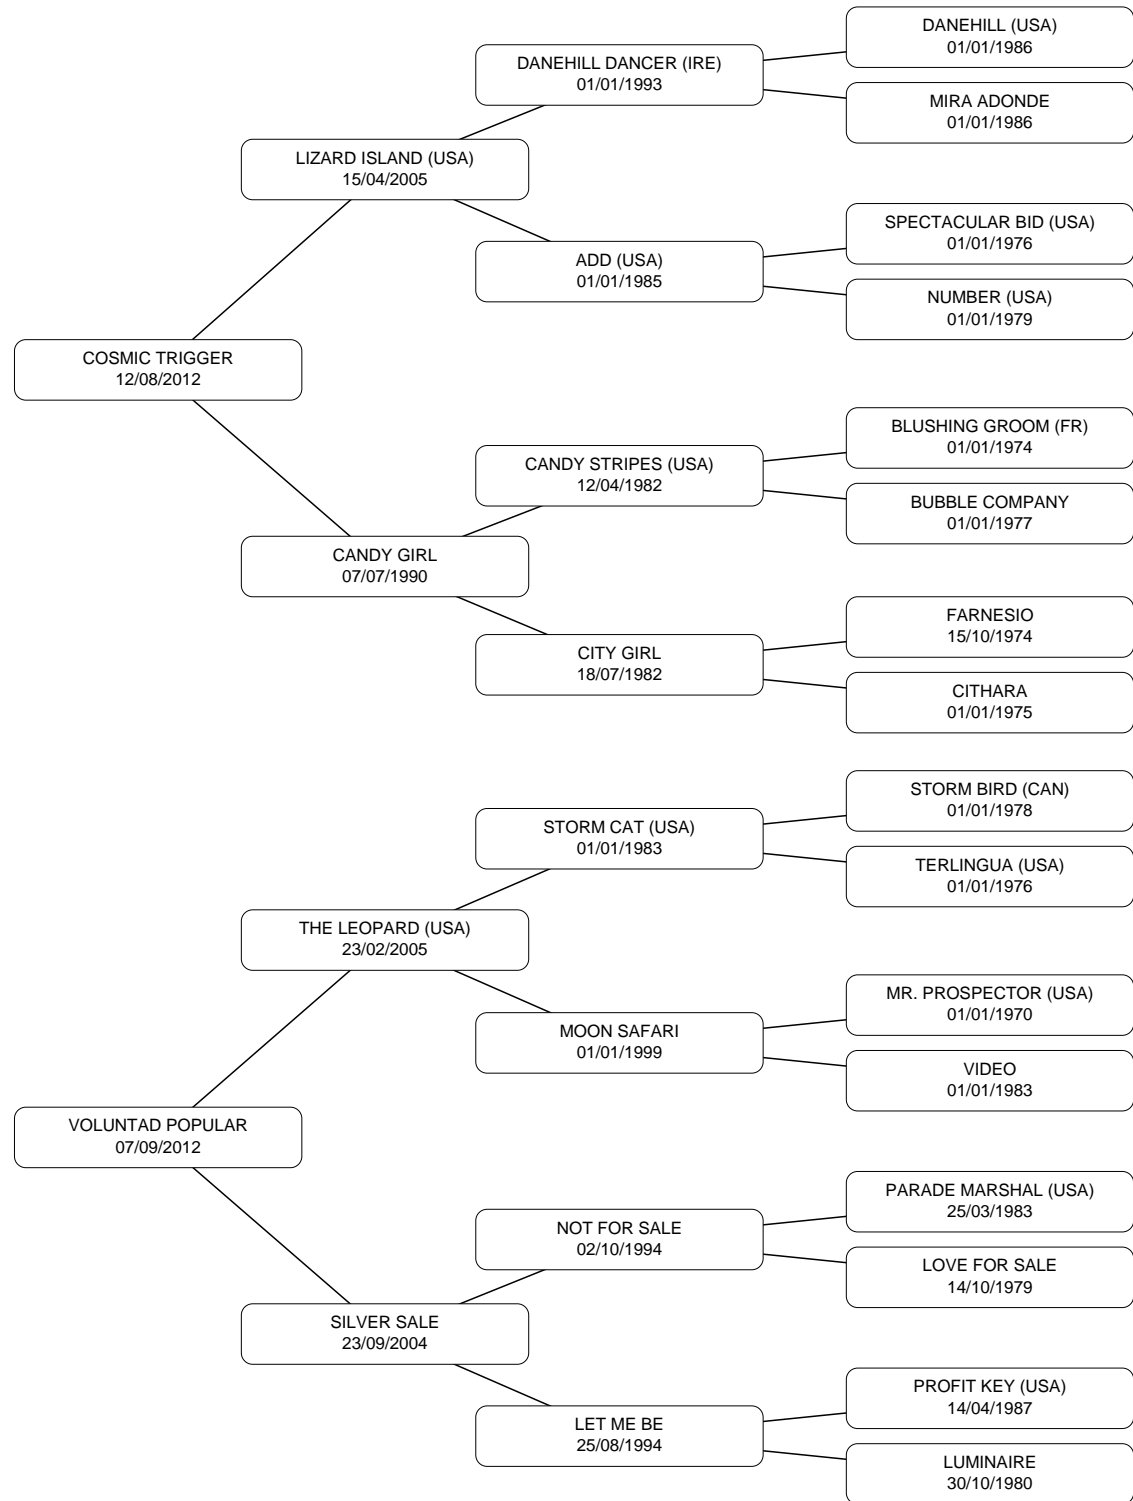 DANEHILL (USA)
01/01/1986
DANEHILL DANCER (IRE)
01/01/1993
MIRA ADONDE
01/01/1986
LIZARD ISLAND (USA)
15/04/2005
SPECTACULAR BID (USA)
01/01/1976
ADD (USA)
01/01/1985
NUMBER (USA)
01/01/1979
COSMIC TRIGGER
12/08/2012
BLUSHING GROOM (FR)
01/01/1974
CANDY STRIPES (USA)
12/04/1982
BUBBLE COMPANY
01/01/1977
CANDY GIRL
07/07/1990
FARNESIO
15/10/1974
CITY GIRL
18/07/1982
CITHARA
01/01/1975
STORM BIRD (CAN)
01/01/1978
STORM CAT (USA)
01/01/1983
TERLINGUA (USA)
01/01/1976
THE LEOPARD (USA)
23/02/2005
MR. PROSPECTOR (USA)
01/01/1970
MOON SAFARI
01/01/1999
VIDEO
01/01/1983
VOLUNTAD POPULAR
07/09/2012
PARADE MARSHAL (USA)
25/03/1983
NOT FOR SALE
02/10/1994
LOVE FOR SALE
14/10/1979
SILVER SALE
23/09/2004
PROFIT KEY (USA)
14/04/1987
LET ME BE
25/08/1994
LUMINAIRE
30/10/1980